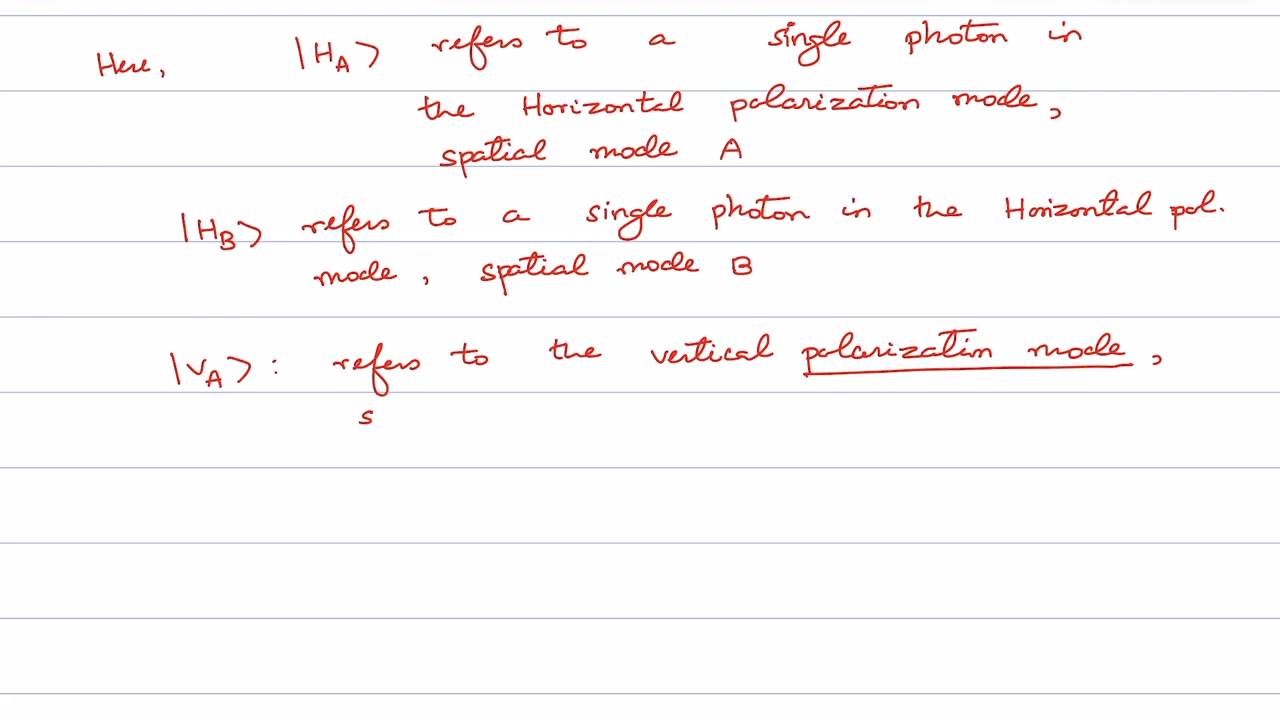 Here, |H_A⟩ refers to a single photon in
the Horizontal polarization mode,
spatial mode A
|H_B⟩ refers to a single photon in the Horizontal pol.
mode, spatial mode B
|V_A⟩ : refers to the vertical polarization mode,
s